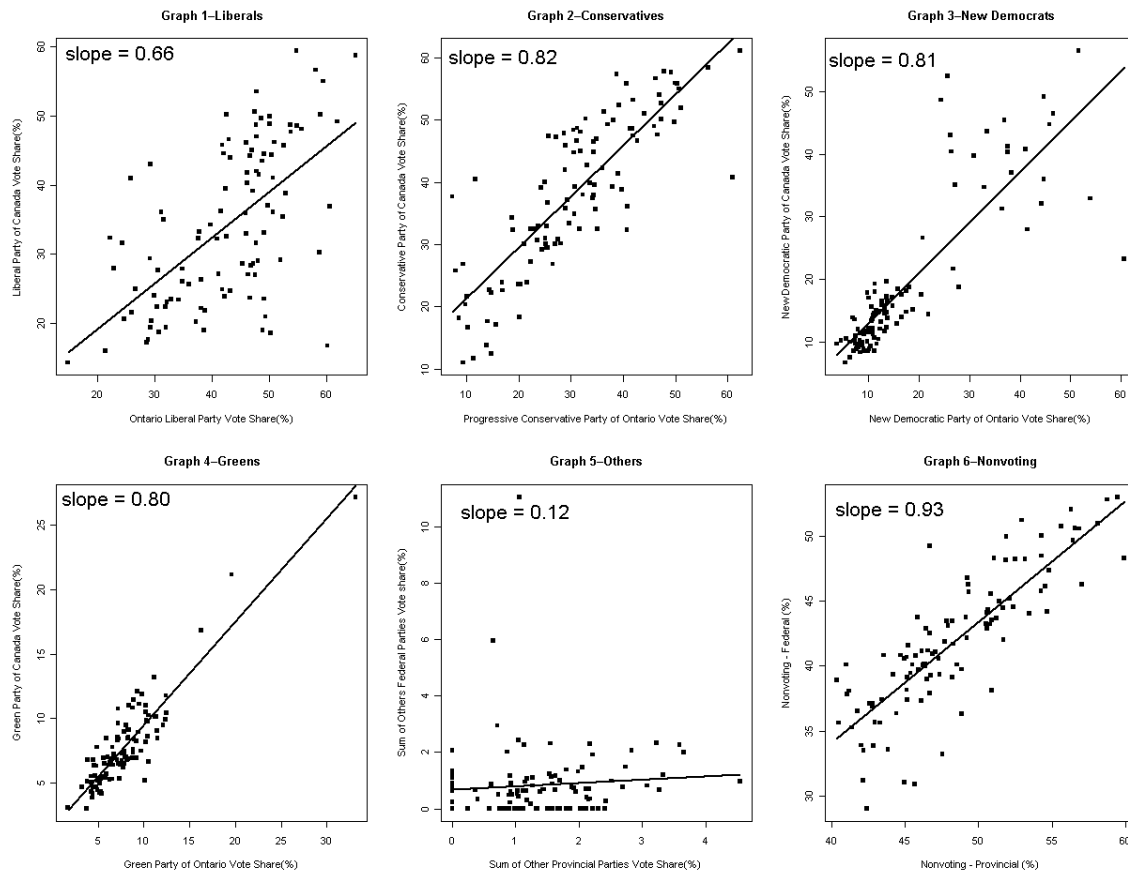 Graph 1–Liberals
slope = 0.66
Liberal Party of Canada Vote Share(%)
60
50
40
30
20
20
30
40
50
60
Ontario Liberal Party Vote Share(%)
Graph 2–Conservatives
slope = 0.82
Conservative Party of Canada Vote Share(%)
60
50
40
30
20
10
10
20
30
40
50
60
Progressive Conservative Party of Ontario Vote Share(%)
Graph 3–New Democrats
slope = 0.81
New Democratic Party of Canada Vote Share(%)
50
40
30
20
10
10
20
30
40
50
60
New Democratic Party of Ontario Vote Share(%)
Graph 4–Greens
slope = 0.80
Green Party of Canada Vote Share(%)
25
20
15
10
5
5
10
15
20
25
30
Green Party of Ontario Vote Share(%)
Graph 5–Others
slope = 0.12
Sum of Others Federal Parties Vote share(%)
10
8
6
4
2
0
0
1
2
3
4
Sum of Other Provincial Parties Vote Share(%)
Graph 6–Nonvoting
slope = 0.93
Nonvoting - Federal (%)
50
45
40
35
30
40
45
50
55
60
Nonvoting - Provincial (%)